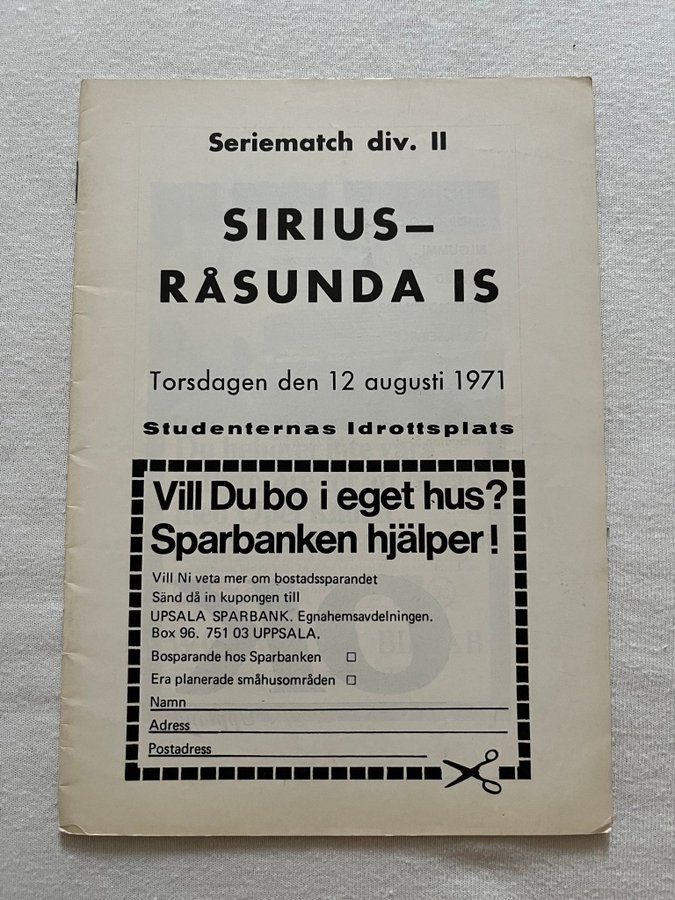 Seriematch div. II
SIRIUS–
RÅSUNDA IS
Torsdagen den 12 augusti 1971
Studenternas Idrottsplats
Vill Du bo i eget hus?
Sparbanken hjälper!
Vill Ni veta mer om bostadssparandet
Sänd då in kupongen till
UPSALA SPARBANK. Egnahemsavdelningen.
Box 96. 751 03 UPPSALA.
Bosparande hos Sparbanken
Era planerade småhusområden
Namn
Adress
Postadress